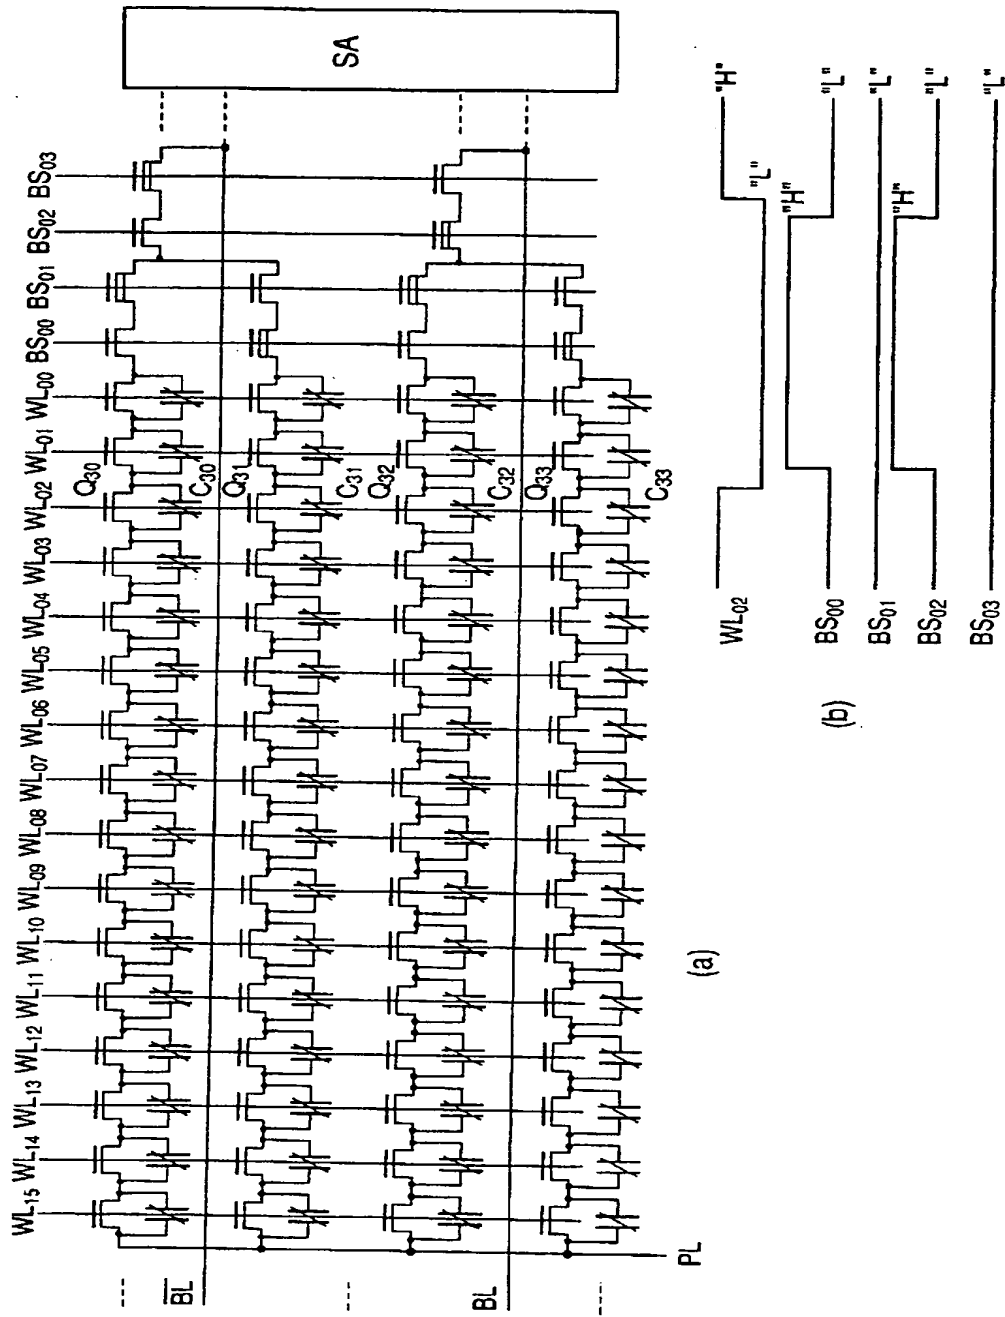 SA
WL15 WL14 WL13 WL12 WL11 WL10 WL09 WL08 WL07 WL06 WL05 WL04 WL03 WL02 WL01 WL00 BS00 BS01 BS02 BS03
Q30
C30
BL
Q31
C31
Q32
C32
BL
Q33
C33
PL
(a)
WL02 "L" "H"
BS00 "H" "L"
BS01 "L"
BS02 "H" "L"
BS03 "L"
(b)